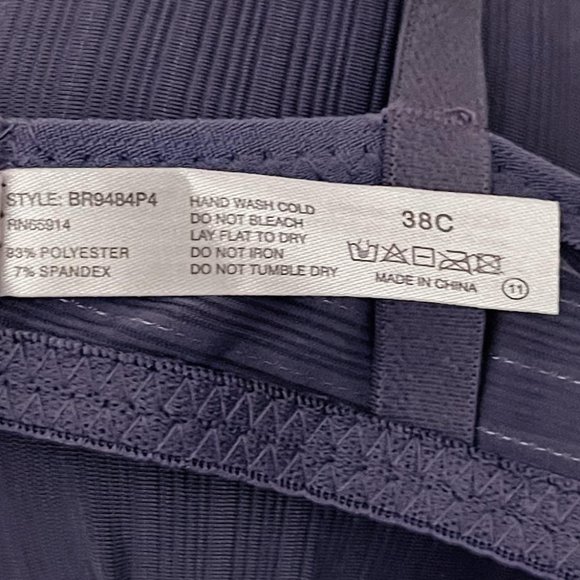 STYLE: BR9484P4
RN65914
83% POLYESTER
7% SPANDEX
HAND WASH COLD
DO NOT BLEACH
LAY FLAT TO DRY
DO NOT IRON
DO NOT TUMBLE DRY
38C
MADE IN CHINA
11